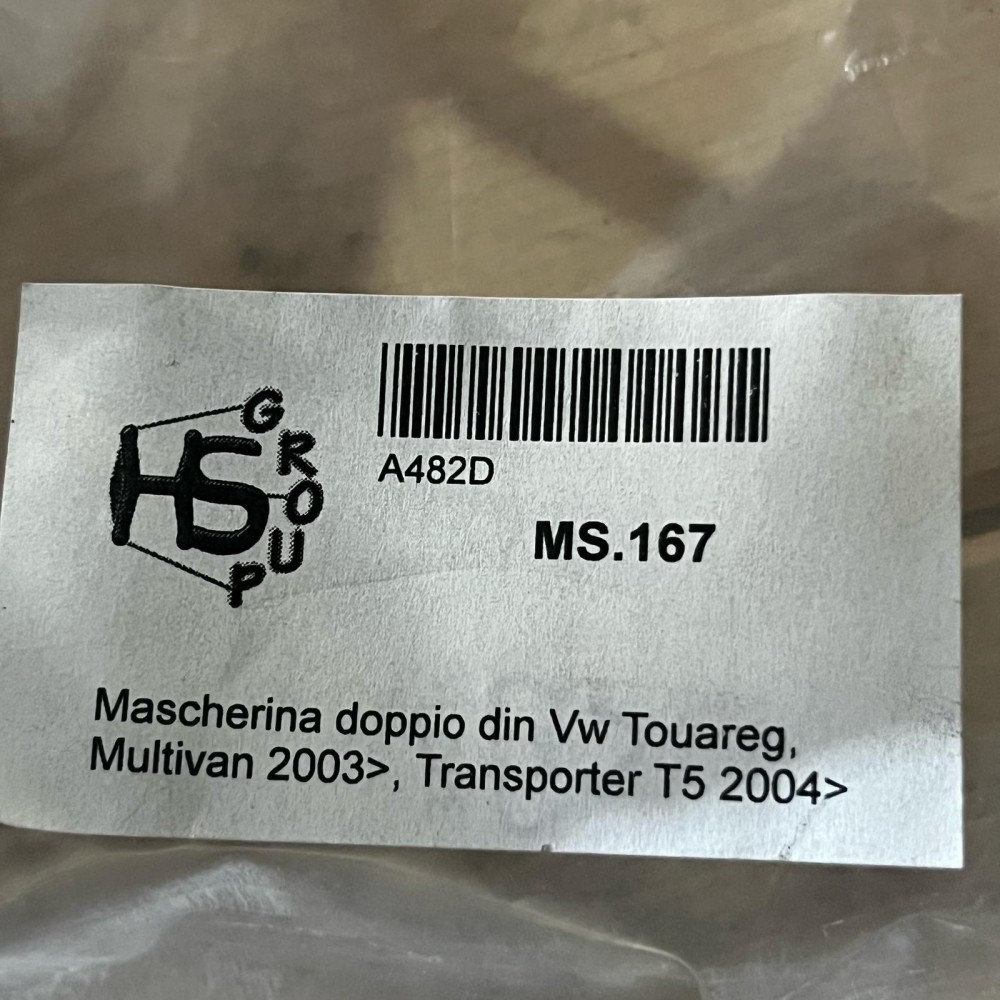 HS GROUP
A482D
MS.167
Mascherina doppio din Vw Touareg,
Multivan 2003>, Transporter T5 2004>